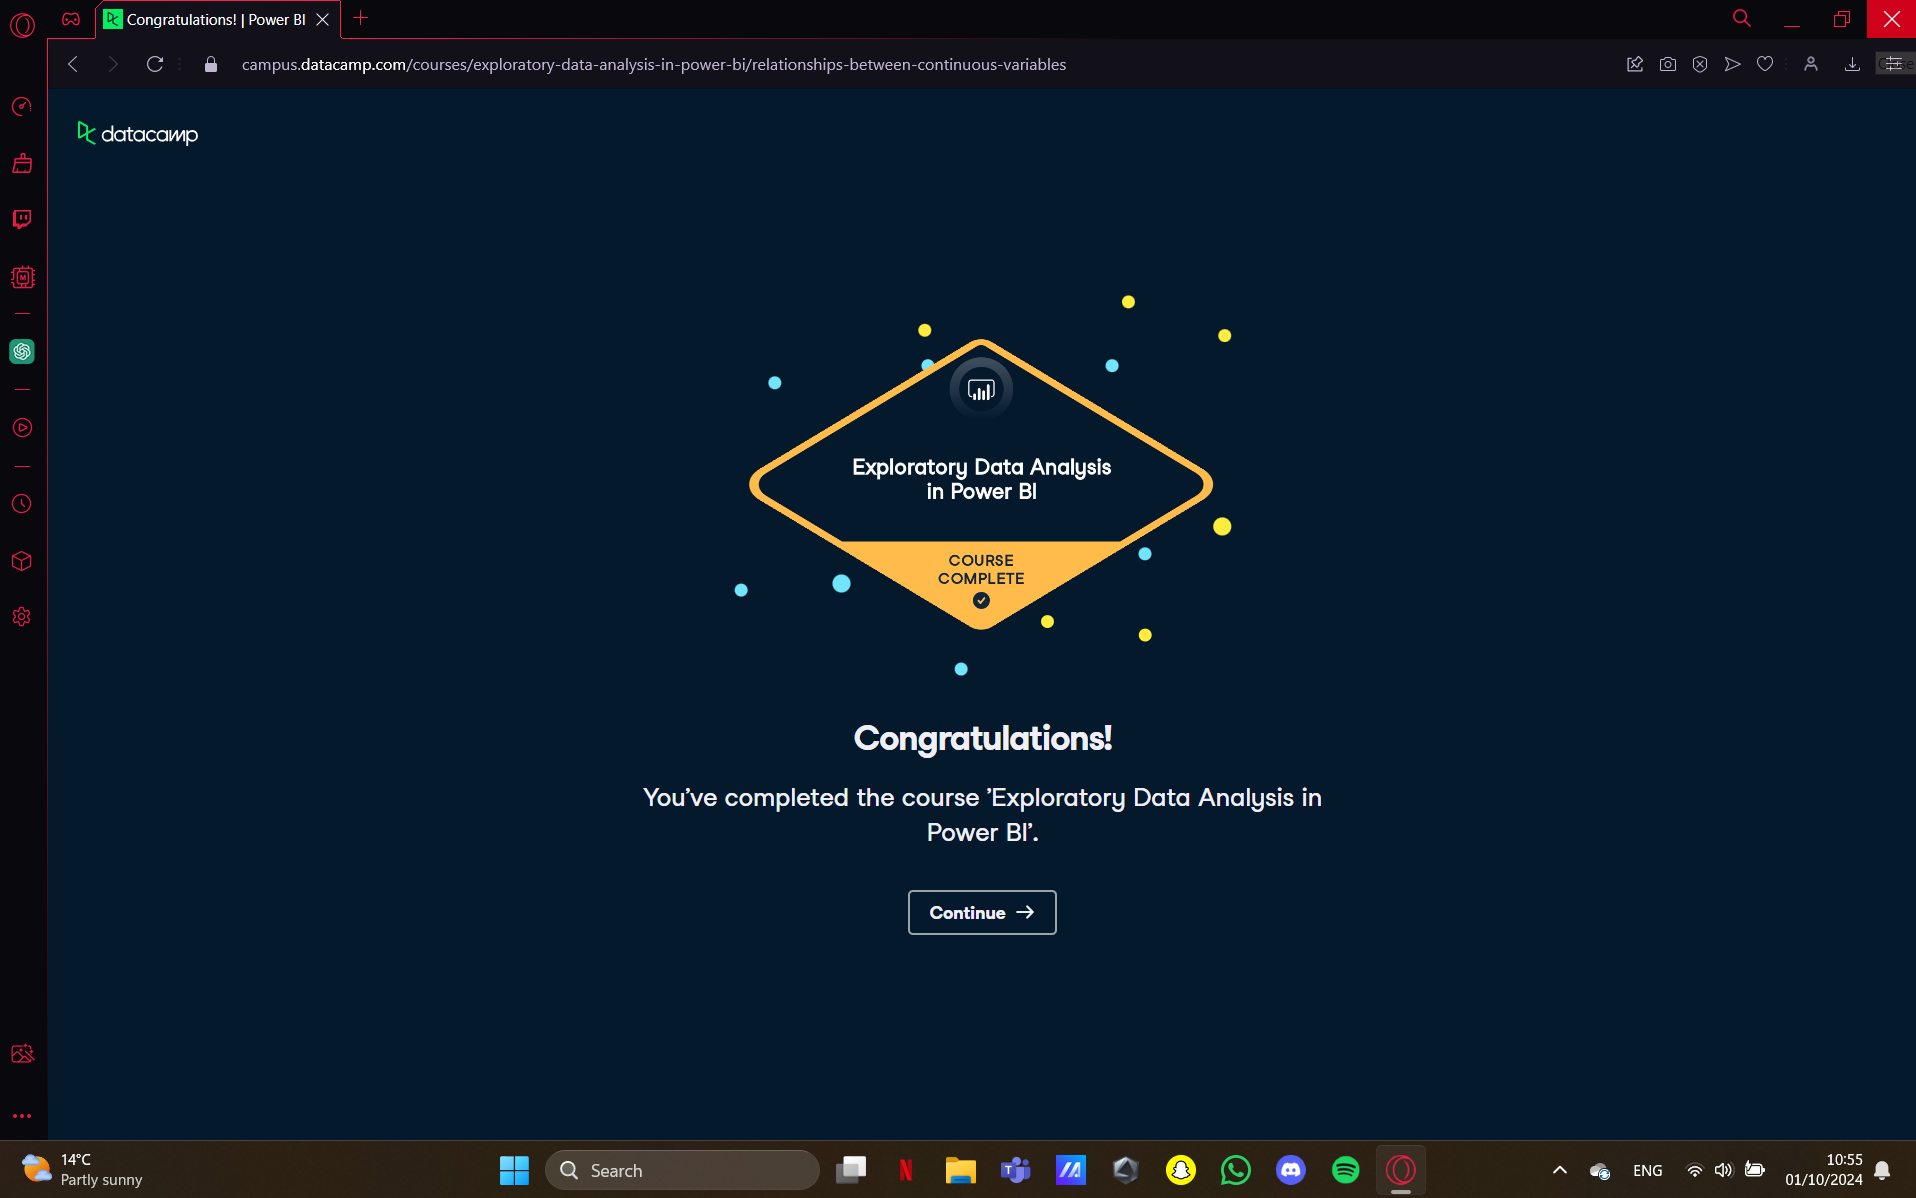 Congratulations! | Power BI
campus.datacamp.com/courses/exploratory-data-analysis-in-power-bi/relationships-between-continuous-variables
datacamp
Exploratory Data Analysis
in Power BI
COURSE
COMPLETE
Congratulations!
You've completed the course 'Exploratory Data Analysis in
Power BI'.
Continue
14°C
Partly sunny
Search
ENG
10:55
01/10/2024